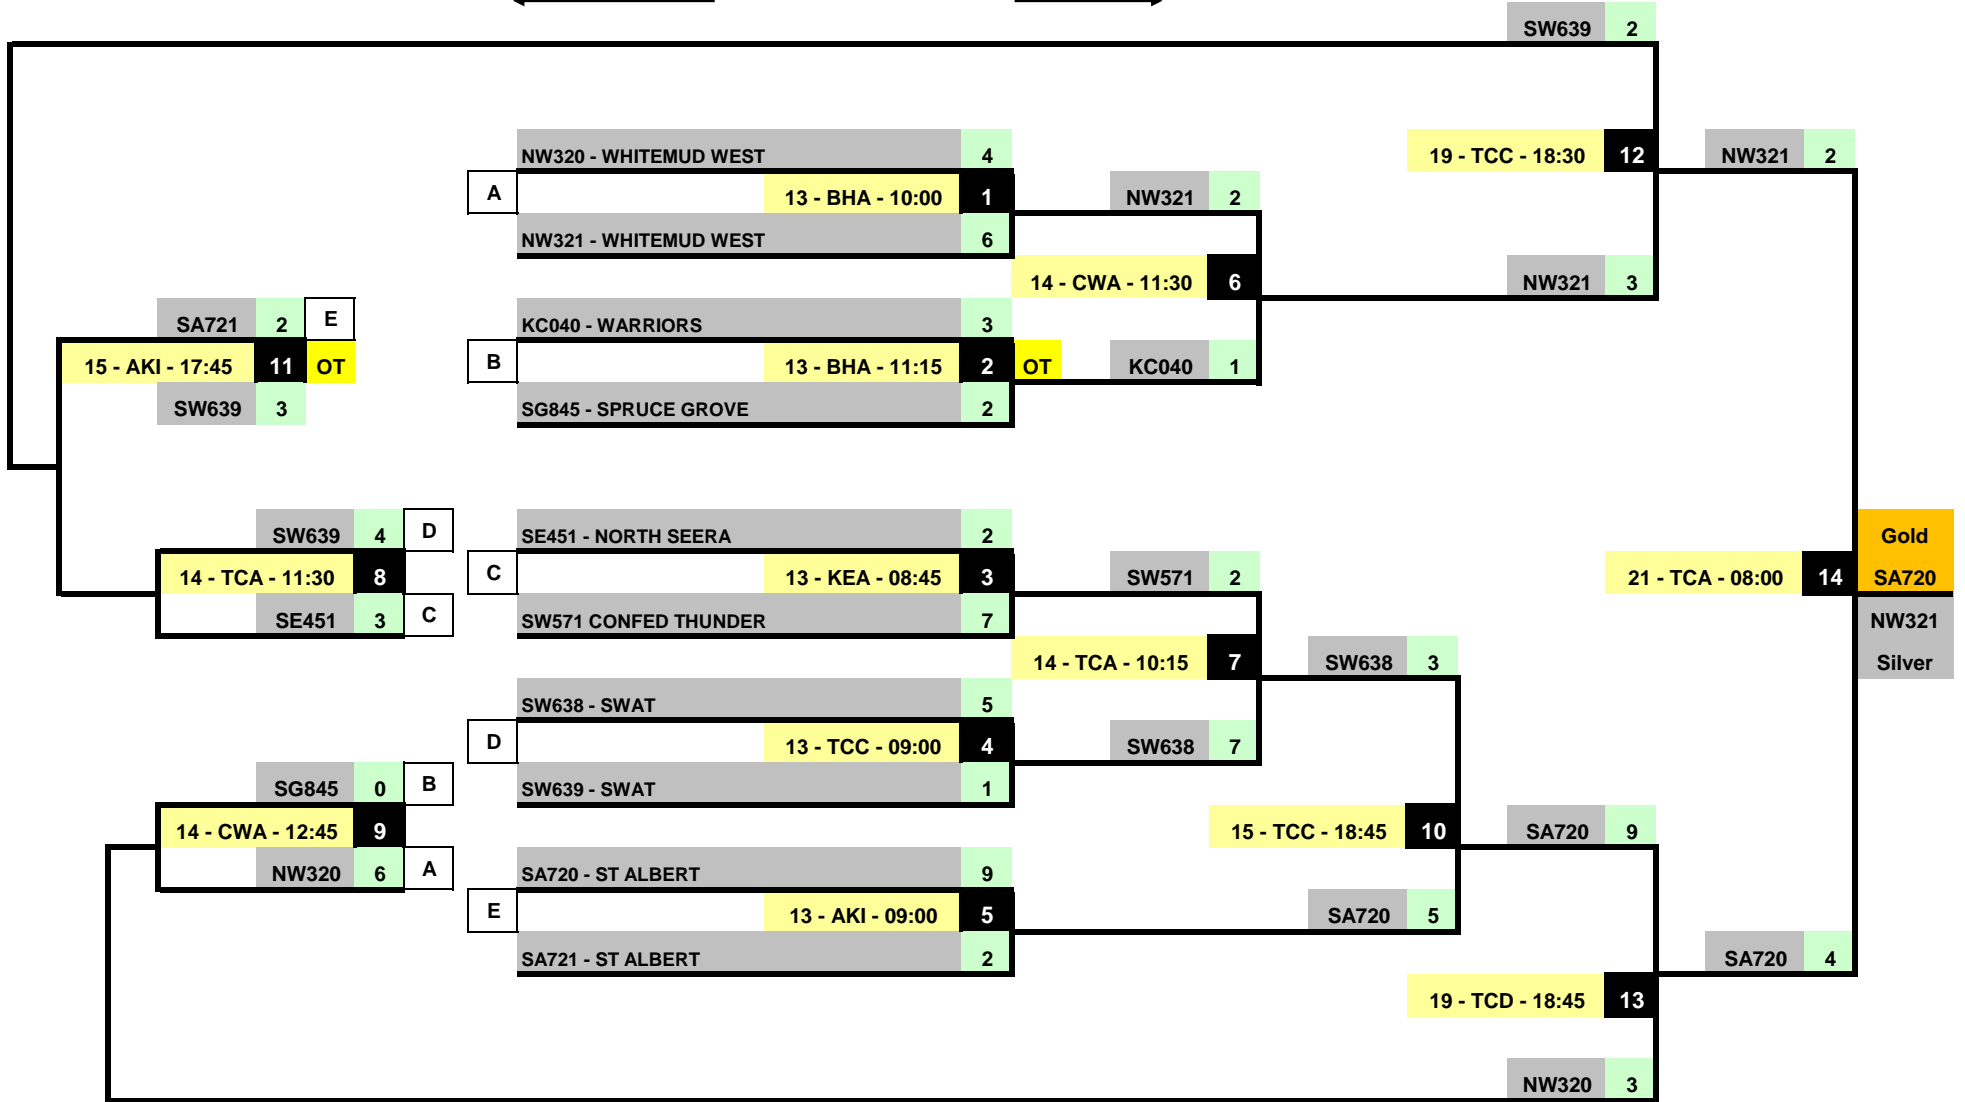 SW639 2
NW320 - WHITEMUD WEST 4 19 - TCC - 18:30 12 NW321 2
A 13 - BHA - 10:00 1 NW321 2
NW321 - WHITEMUD WEST 6
14 - CWA - 11:30 6 NW321 3
SA721 2 E KC040 - WARRIORS 3
15 - AKI - 17:45 11 OT B 13 - BHA - 11:15 2 OT KC040 1
SW639 3 SG845 - SPRUCE GROVE 2
SW639 4 D SE451 - NORTH SEERA 2 Gold
14 - TCA - 11:30 8 C 13 - KEA - 08:45 3 SW571 2 21 - TCA - 08:00 14 SA720
SE451 3 C SW571 CONFED THUNDER 7 NW321
14 - TCA - 10:15 7 SW638 3 Silver
SW638 - SWAT 5
D 13 - TCC - 09:00 4 SW638 7
SG845 0 B SW639 - SWAT 1
14 - CWA - 12:45 9 15 - TCC - 18:45 10 SA720 9
NW320 6 A SA720 - ST ALBERT 9
E 13 - AKI - 09:00 5 SA720 5
SA721 - ST ALBERT 2 SA720 4
19 - TCD - 18:45 13
NW320 3